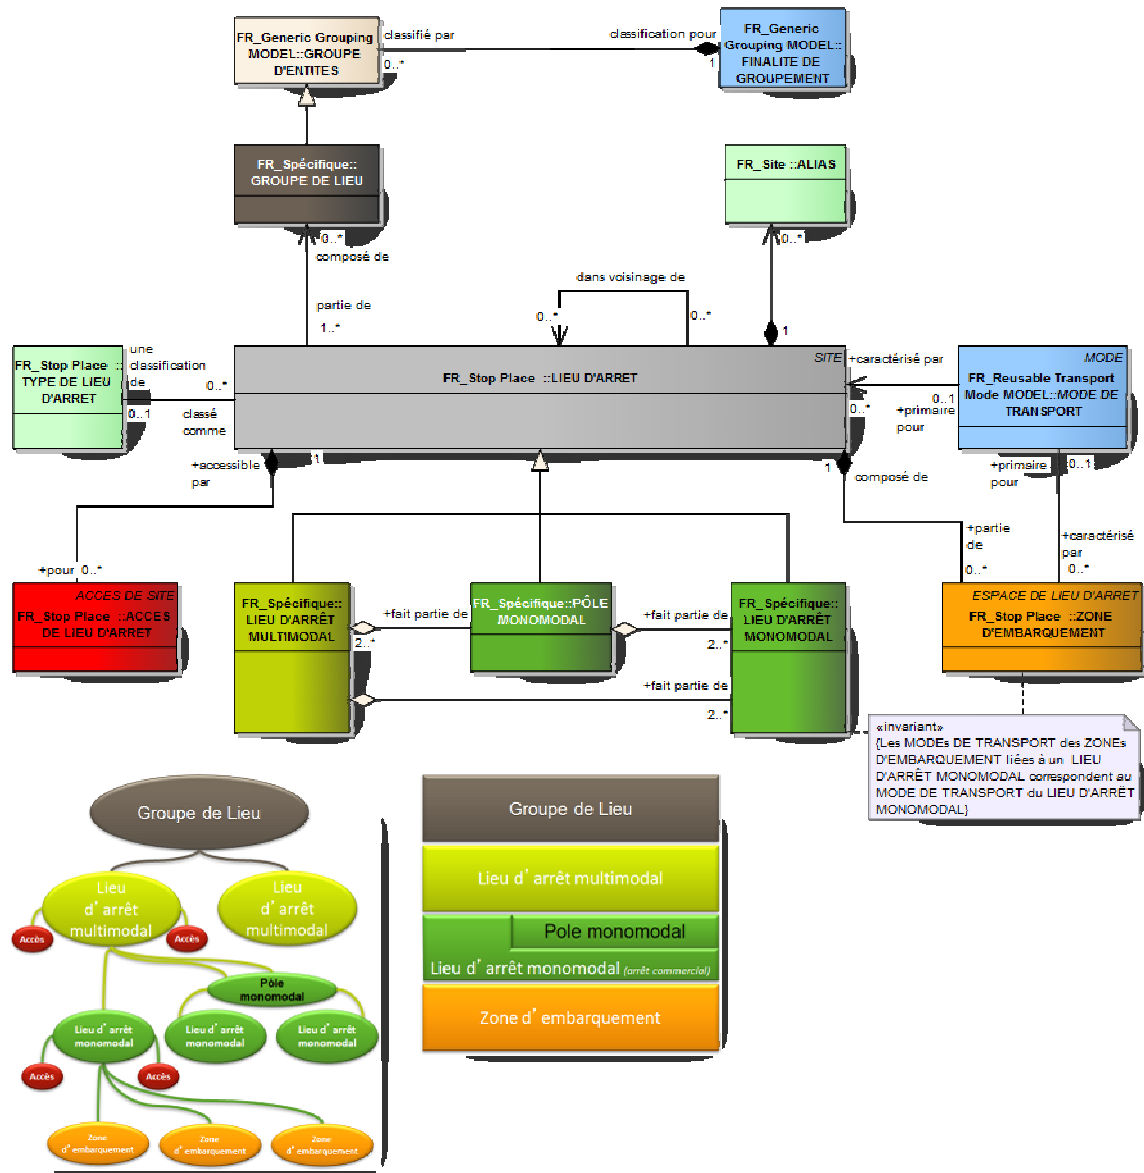 FR_Generic Grouping
MODEL::GROUPE
D'ENTITES
classifié par
0..*
classification pour
1
FR_Generic
Grouping MODEL::
FINALITE DE
GROUPEMENT
FR_Spécifique::
GROUPE DE LIEU
0..*
composé de
partie de
1..*
FR_Site ::ALIAS
0..*
1
dans voisinage de
0..*
0..*
FR_Stop Place ::
TYPE DE LIEU
D'ARRET
une
classification
de
0..*
0..1
classé
comme
SITE
FR_Stop Place ::LIEU D'ARRET
+caractérisé par
0..1
0..*
+primaire
pour
MODE
FR_Reusable Transport
Mode MODEL::MODE DE
TRANSPORT
+accessible
par
1
1
composé de
+primaire
pour
0..1
+pour 0..*
+partie
de
0..*
+caractérisé
par
0..*
ACCES DE SITE
FR_Stop Place ::ACCES
DE LIEU D'ARRET
FR_Spécifique::
LIEU D'ARRÊT
MULTIMODAL
+fait partie de
2..*
FR_Spécifique::PÔLE
MONOMODAL
+fait partie de
2..*
FR_Spécifique::
LIEU D'ARRÊT
MONOMODAL
+fait partie de
2..*
ESPACE DE LIEU D'ARRET
FR_Stop Place ::ZONE
D'EMBARQUEMENT
«invariant»
{Les MODEs DE TRANSPORT des ZONEs
D'EMBARQUEMENT liées à un LIEU
D'ARRÊT MONOMODAL correspondent au
MODE DE TRANSPORT du LIEU D'ARRÊT
MONOMODAL}
Groupe de Lieu
Lieu
d' arrêt
multimodal
Lieu
d' arrêt
multimodal
Accès
Accès
Pôle
monomodal
Lieu d' arrêt
monomodal
Lieu d' arrêt
monomodal
Lieu d' arrêt
monomodal
Accès
Accès
Zone
d' embarquement
Zone
d' embarquement
Zone
d' embarquement
Groupe de Lieu
Lieu d' arrêt multimodal
Pole monomodal
Lieu d' arrêt monomodal (arrêt commercial)
Zone d' embarquement